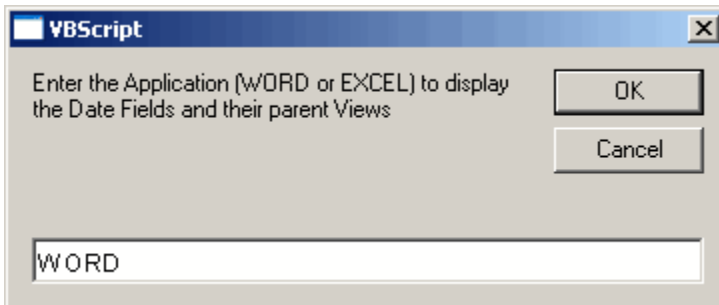 VBScript
Enter the Application (WORD or EXCEL) to display
the Date Fields and their parent Views
OK
Cancel
WORD